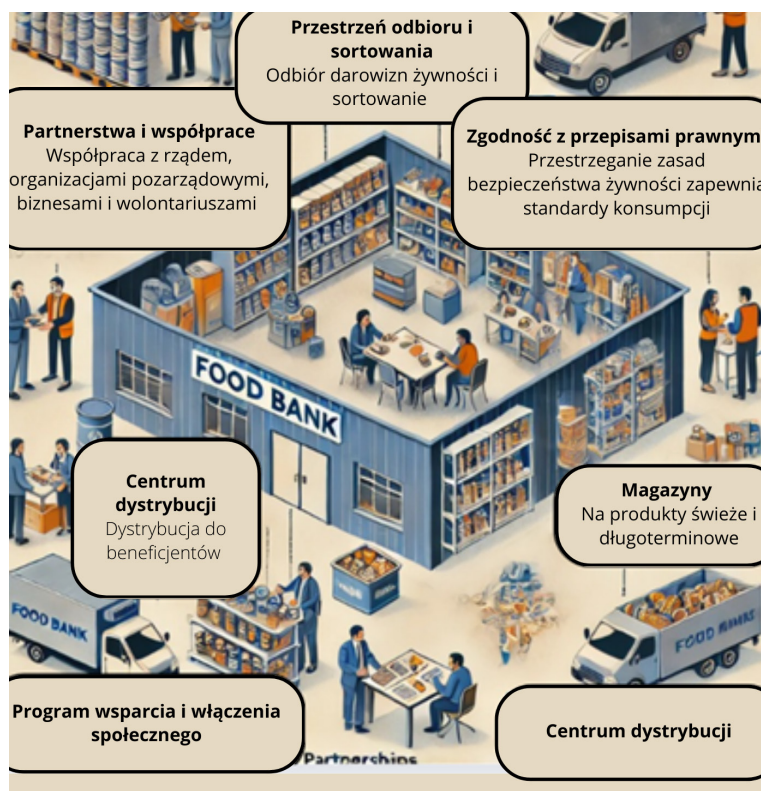 Przestrzeń odbioru i
sortowania
Odbiór darowizn żywności i
sortowanie
Partnerstwa i współprace
Współpraca z rządem,
organizacjami pozarządowymi,
biznesami i wolontariuszami
Zgodność z przepisami prawnym
Przestrzeganie zasad
bezpieczeństwa żywności zapewnia
standardy konsumpcji
FOOD BANK
Centrum
dystrybucji
Dystrybucja do
beneficjentów
Magazyny
Na produkty świeże i
długoterminowe
FOOD BANK
FOOD
Program wsparcia i włączenia
społecznego
Centrum dystrybucji
Partnerships